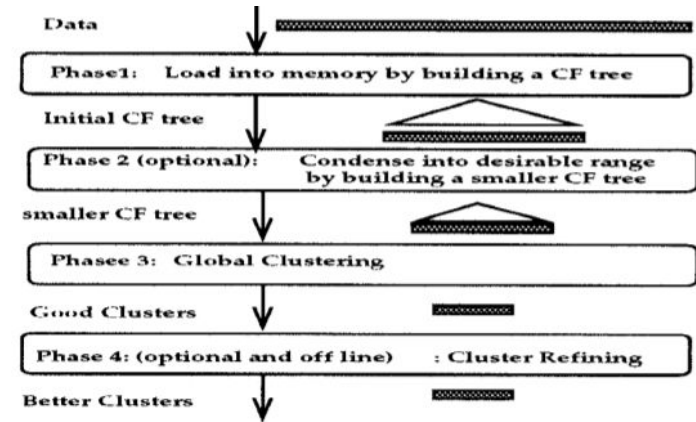 Data
Phase1: Load into memory by building a CF tree
Initial CF tree
Phase 2 (optional): Condense into desirable range
by building a smaller CF tree
smaller CF tree
Phasee 3: Global Clustering
Good Clusters
Phase 4: (optional and off line) : Cluster Refining
Better Clusters